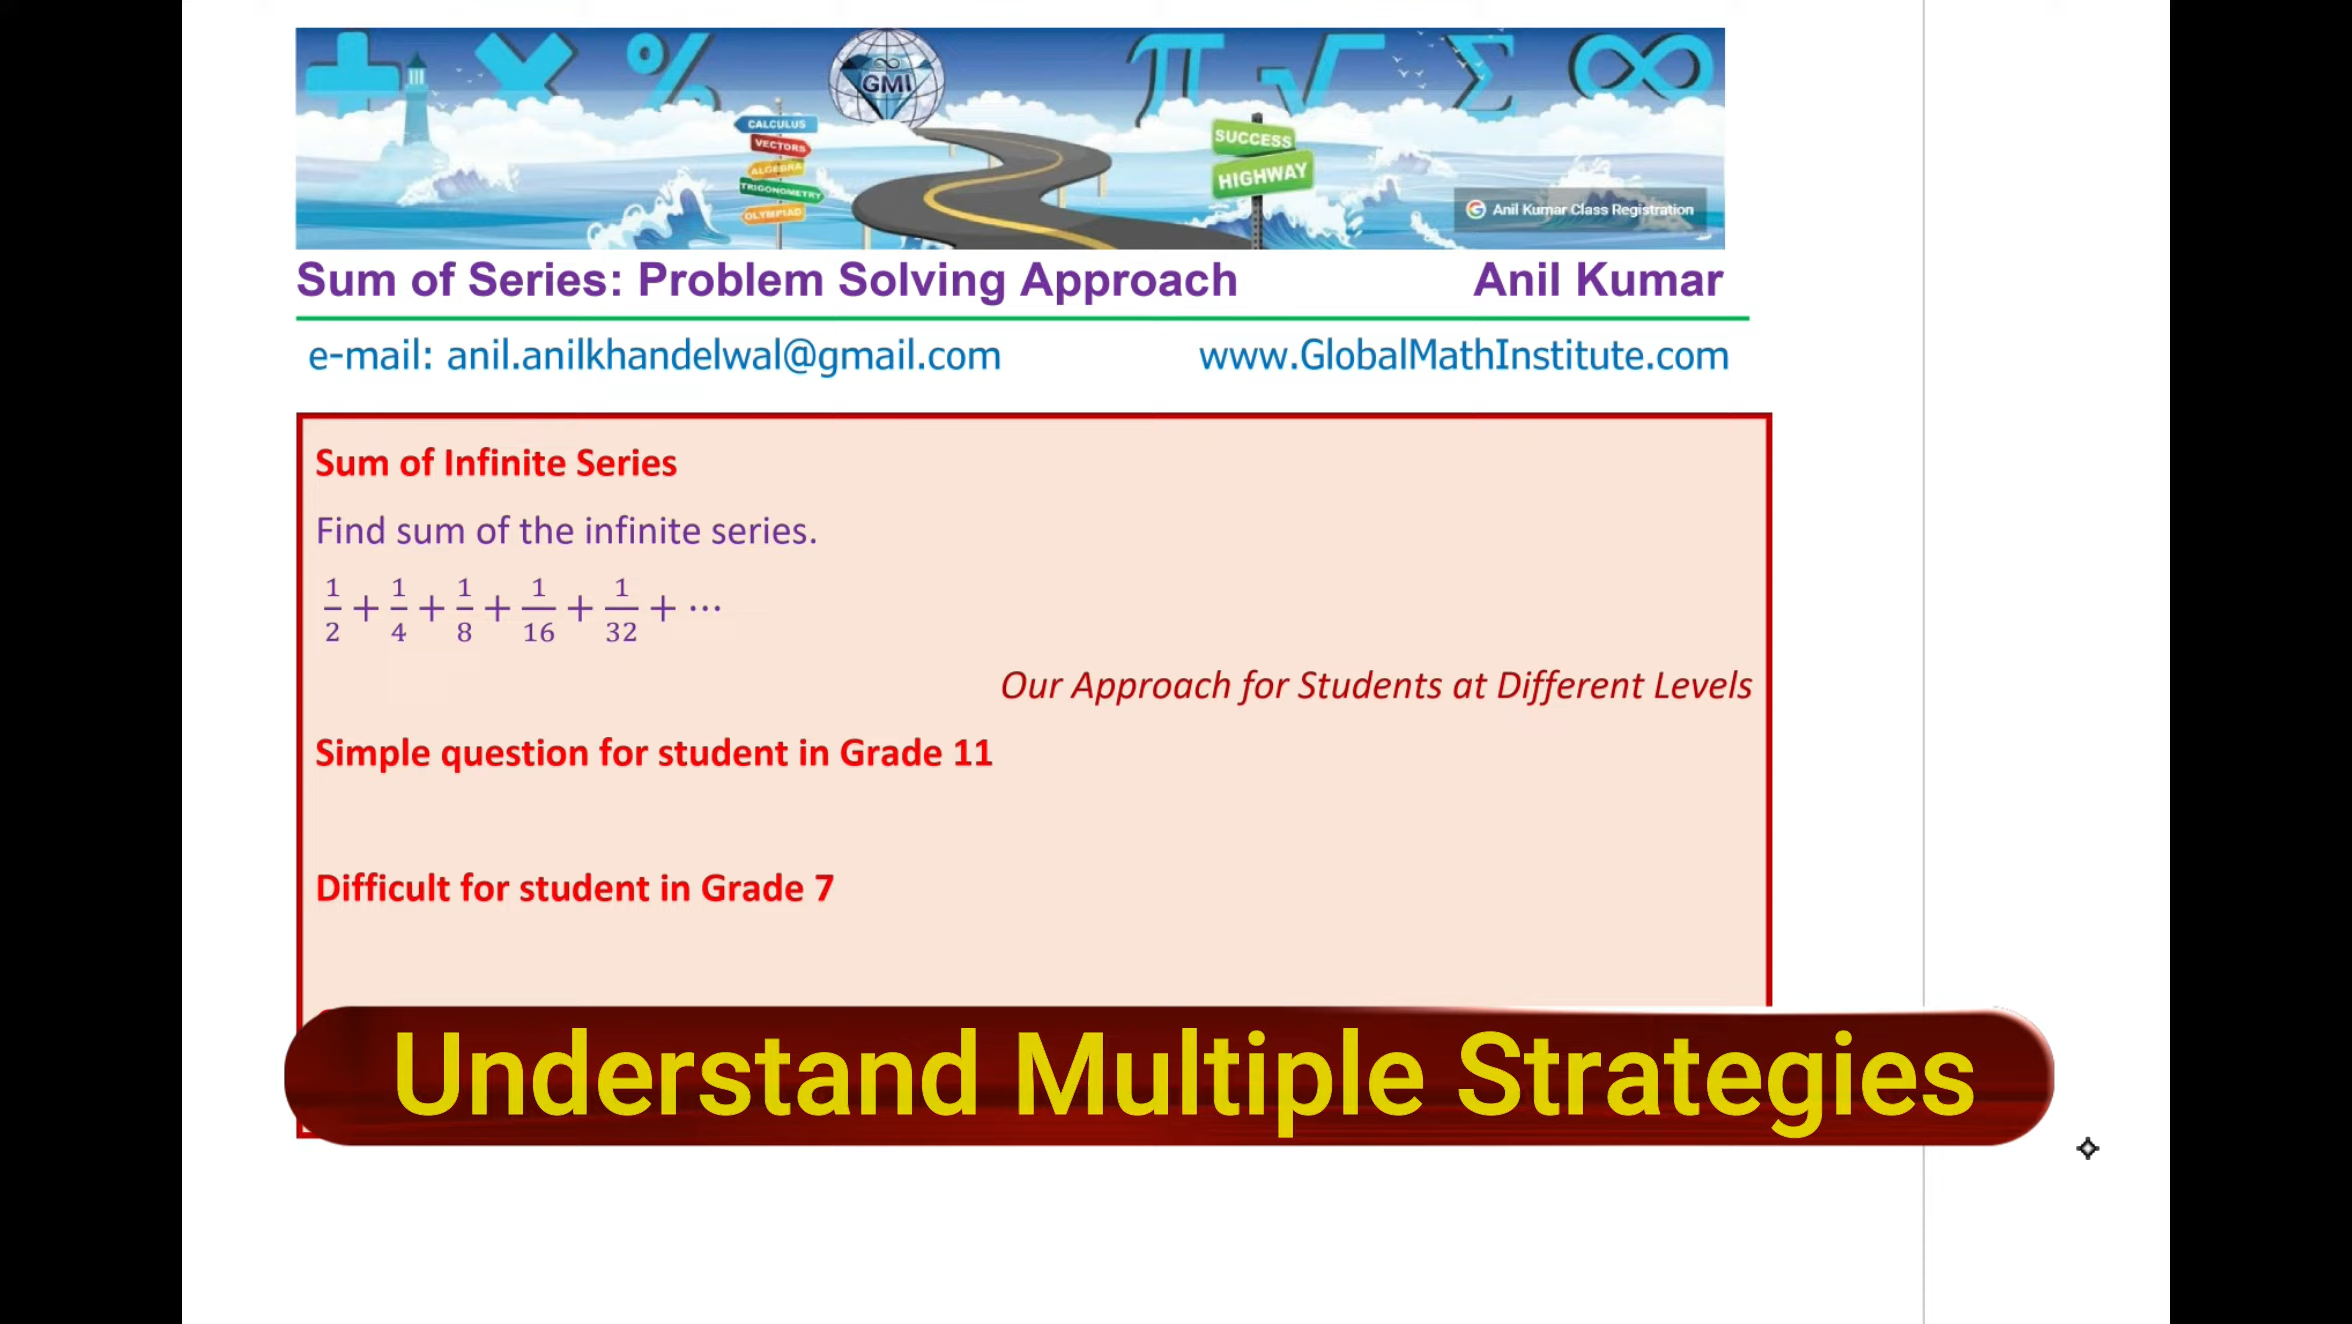 + × % GMI π √ Σ ∞
CALCULUS
VECTORS
ALGEBRA
TRIGONOMETRY
OLYMPIAD
SUCCESS
HIGHWAY
Anil Kumar Class Registration
Sum of Series: Problem Solving Approach Anil Kumar
e-mail: anil.anilkhandelwal@gmail.com www.GlobalMathInstitute.com
Sum of Infinite Series
Find sum of the infinite series.
1/2 + 1/4 + 1/8 + 1/16 + 1/32 + ⋯
Our Approach for Students at Different Levels
Simple question for student in Grade 11
Difficult for student in Grade 7
Understand Multiple Strategies